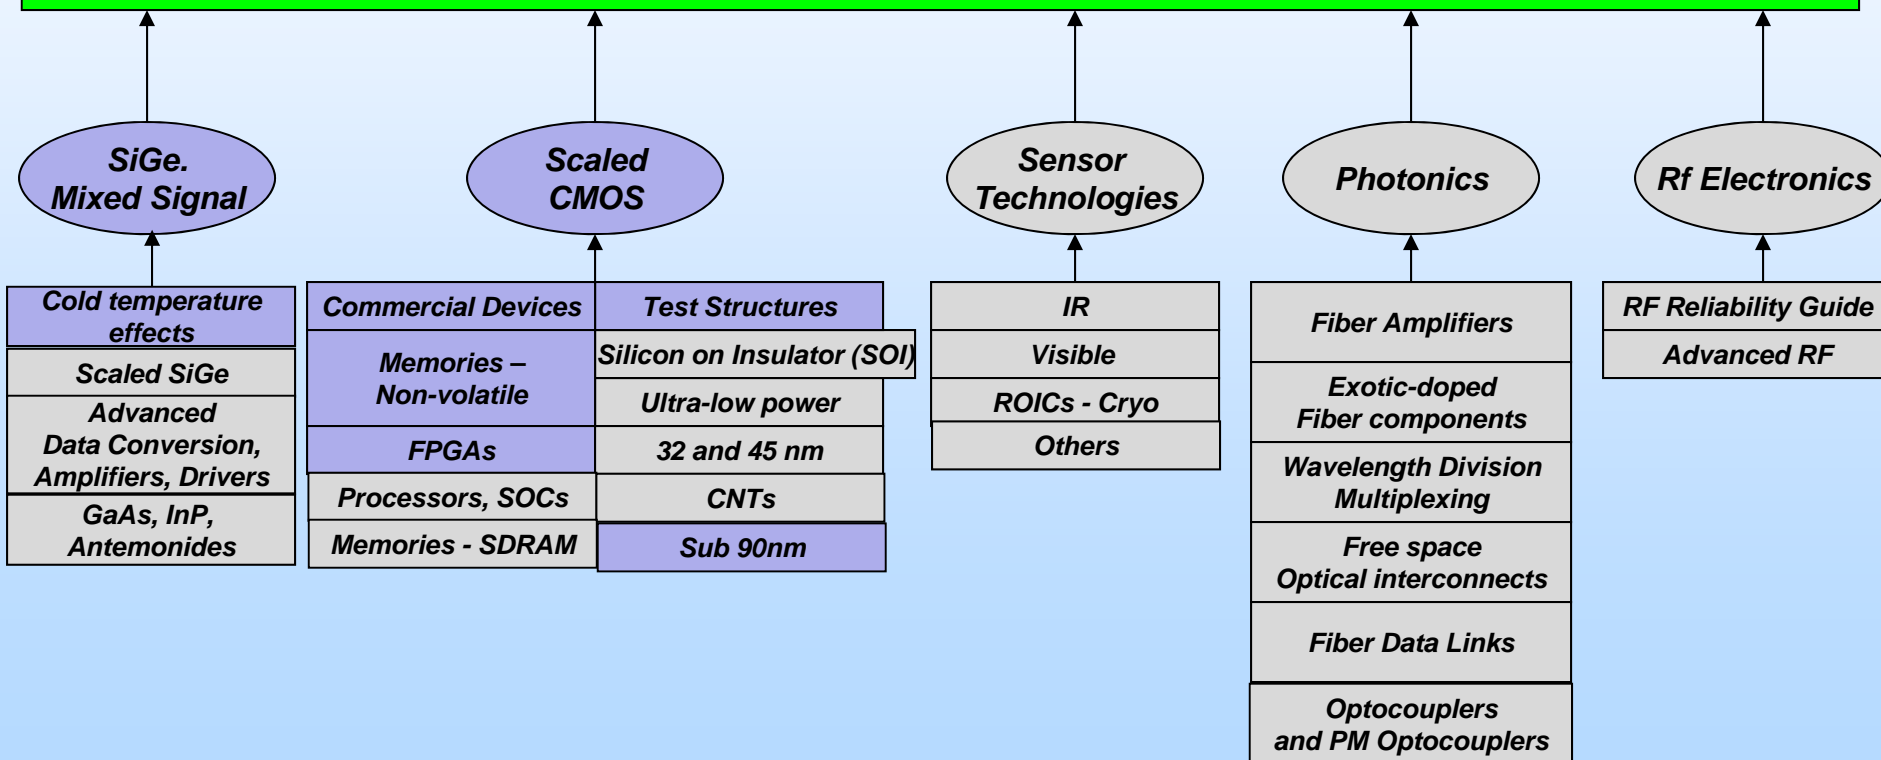 SiGe.
Mixed Signal
Scaled
CMOS
Sensor
Technologies
Photonics
Rf Electronics
Cold temperature
effects
Scaled SiGe
Advanced
Data Conversion,
Amplifiers, Drivers
GaAs, InP,
Antemonides
Commercial Devices
Memories –
Non-volatile
FPGAs
Processors, SOCs
Memories - SDRAM
Test Structures
Silicon on Insulator (SOI)
Ultra-low power
32 and 45 nm
CNTs
Sub 90nm
IR
Visible
ROICs - Cryo
Others
Fiber Amplifiers
Exotic-doped
Fiber components
Wavelength Division
Multiplexing
Free space
Optical interconnects
Fiber Data Links
Optocouplers
and PM Optocouplers
RF Reliability Guide
Advanced RF